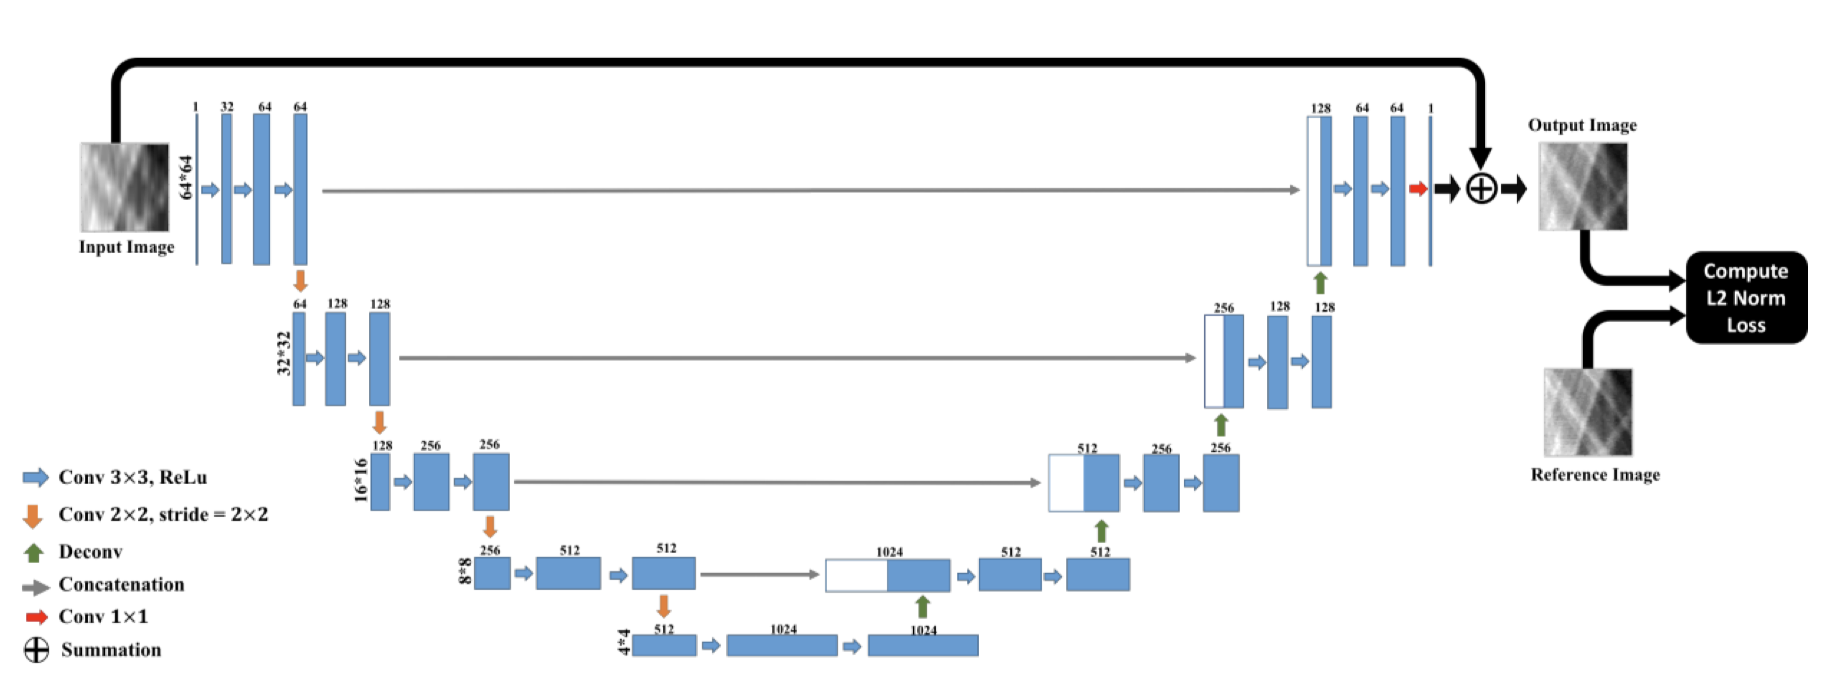 1 32 64 64
64*64
Input Image
128 64 64 1
Output Image
Compute
L2 Norm
Loss
Reference Image
64 128 128
32*32
256 128 128
128 256 256
16*16
512 256 256
256 512 512
8*8
1024 512 512
512 1024 1024
4*4
Conv 3×3, ReLu
Conv 2×2, stride = 2×2
Deconv
Concatenation
Conv 1×1
Summation